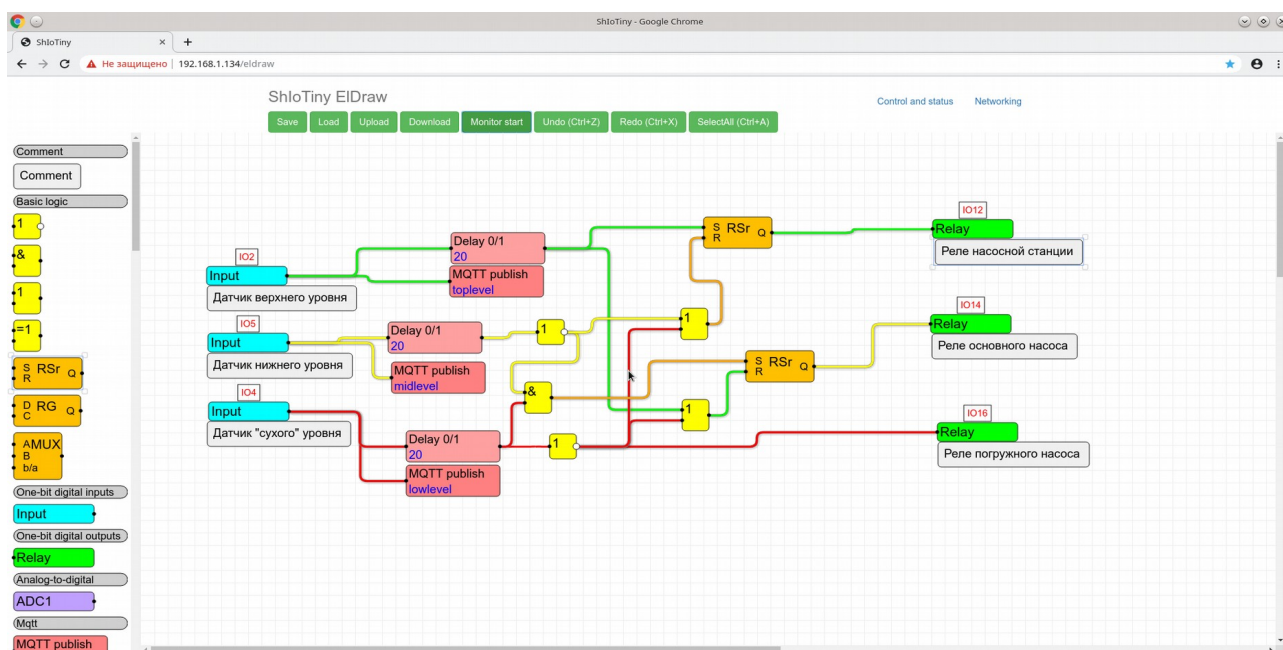 ShIoTiny - Google Chrome
ShIoTiny × +
Не защищено | 192.168.1.134/eldraw
ShIoTiny ElDraw
Control and status Networking
Save Load Upload Download Monitor start Undo (Ctrl+Z) Redo (Ctrl+X) SelectAll (Ctrl+A)
Comment
Comment
Basic logic
1
&
1
=1
S RSr Q
R
D RG Q
C
A MUX
B
b/a
One-bit digital inputs
Input
One-bit digital outputs
Relay
Analog-to-digital
ADC1
Mqtt
MQTT publish
IO2
Input
Датчик верхнего уровня
IO5
Input
Датчик нижнего уровня
IO4
Input
Датчик "сухого" уровня
Delay 0/1
20
MQTT publish
toplevel
Delay 0/1
20
MQTT publish
midlevel
Delay 0/1
20
MQTT publish
lowlevel
1
&
1
1
1
S RSr Q
R
S RSr Q
R
IO12
Relay
Реле насосной станции
IO14
Relay
Реле основного насоса
IO16
Relay
Реле погружного насоса